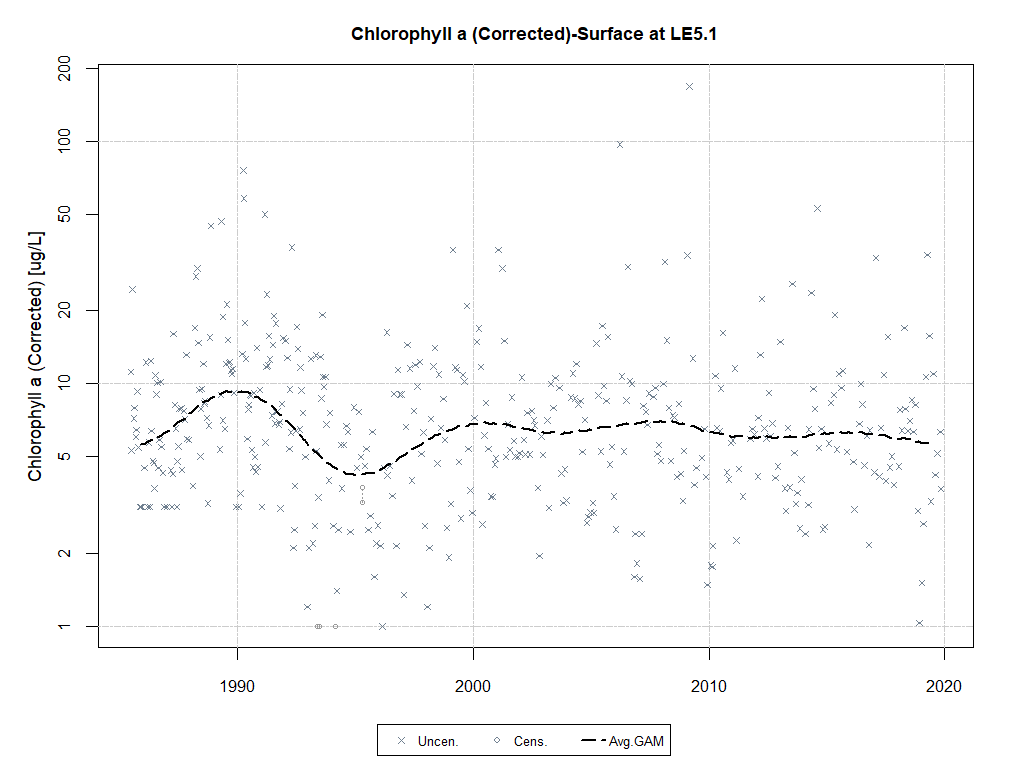 Chlorophyll a (Corrected)-Surface at LE5.1
Chlorophyll a (Corrected) [ug/L]
200
100
50
20
10
5
2
1
1990
2000
2010
2020
Uncen.
Cens.
Avg.GAM